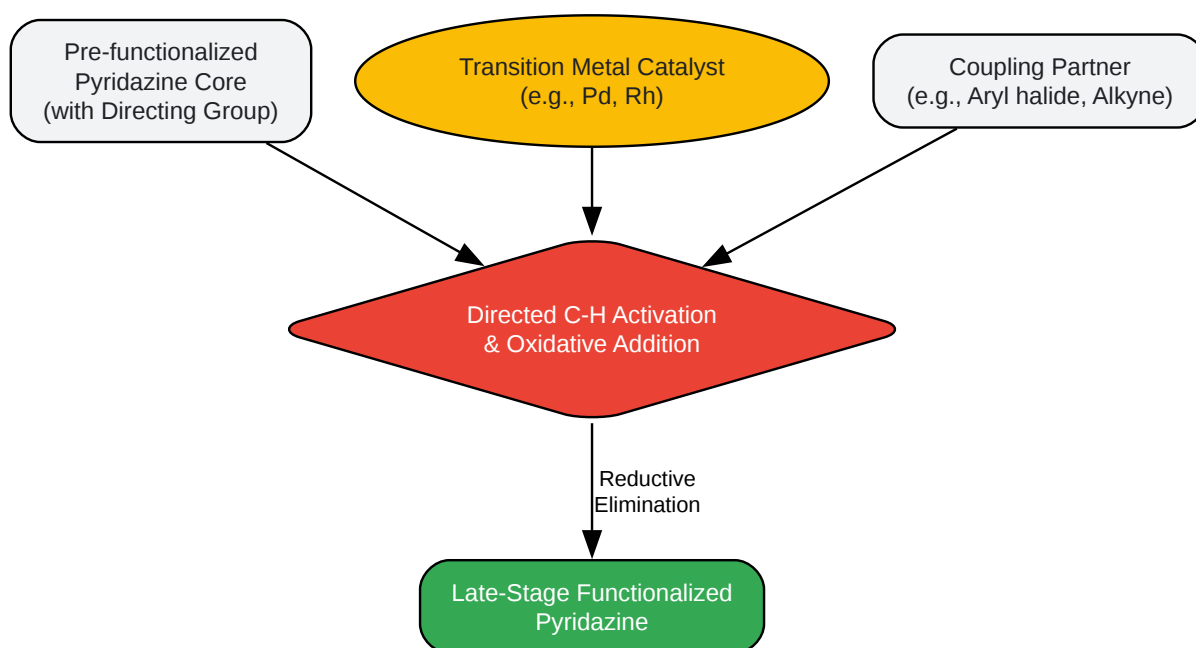 Pre-functionalized
Pyridazine Core
(with Directing Group)
Transition Metal Catalyst
(e.g., Pd, Rh)
Coupling Partner
(e.g., Aryl halide, Alkyne)
Directed C-H Activation
& Oxidative Addition
Reductive
Elimination
Late-Stage Functionalized
Pyridazine